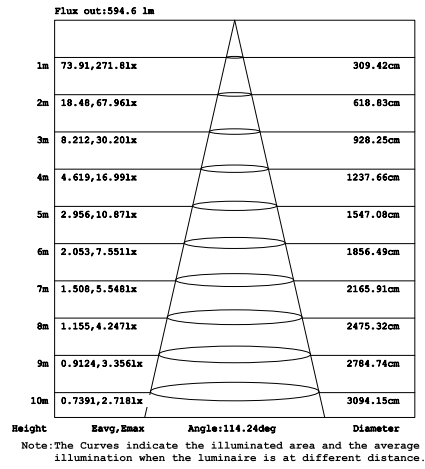 Flux out:594.6 lm
1m 73.91,271.8lx 309.42cm
2m 18.48,67.96lx 618.83cm
3m 8.212,30.20lx 928.25cm
4m 4.619,16.99lx 1237.66cm
5m 2.956,10.87lx 1547.08cm
6m 2.053,7.551lx 1856.49cm
7m 1.508,5.548lx 2165.91cm
8m 1.155,4.247lx 2475.32cm
9m 0.9124,3.356lx 2784.74cm
10m 0.7391,2.718lx 3094.15cm
Height Eavg,Emax Angle:114.24deg Diameter
Note:The Curves indicate the illuminated area and the average
illumination when the luminaire is at different distance.